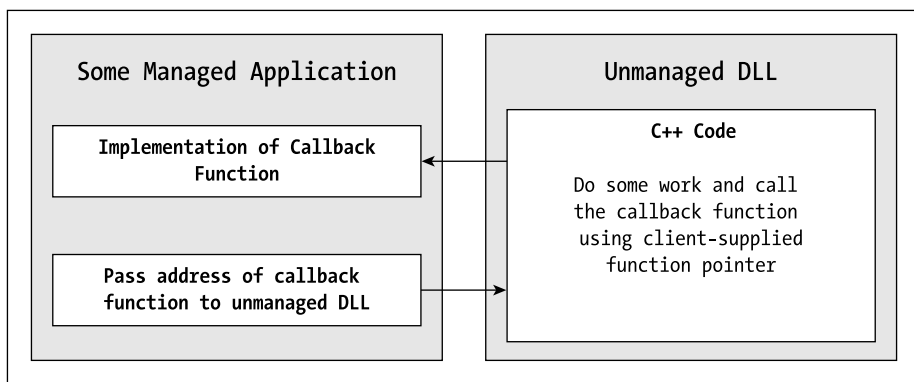 Some Managed Application
Implementation of Callback
Function
Pass address of callback
function to unmanaged DLL
Unmanaged DLL
C++ Code
Do some work and call
the callback function
using client-supplied
function pointer